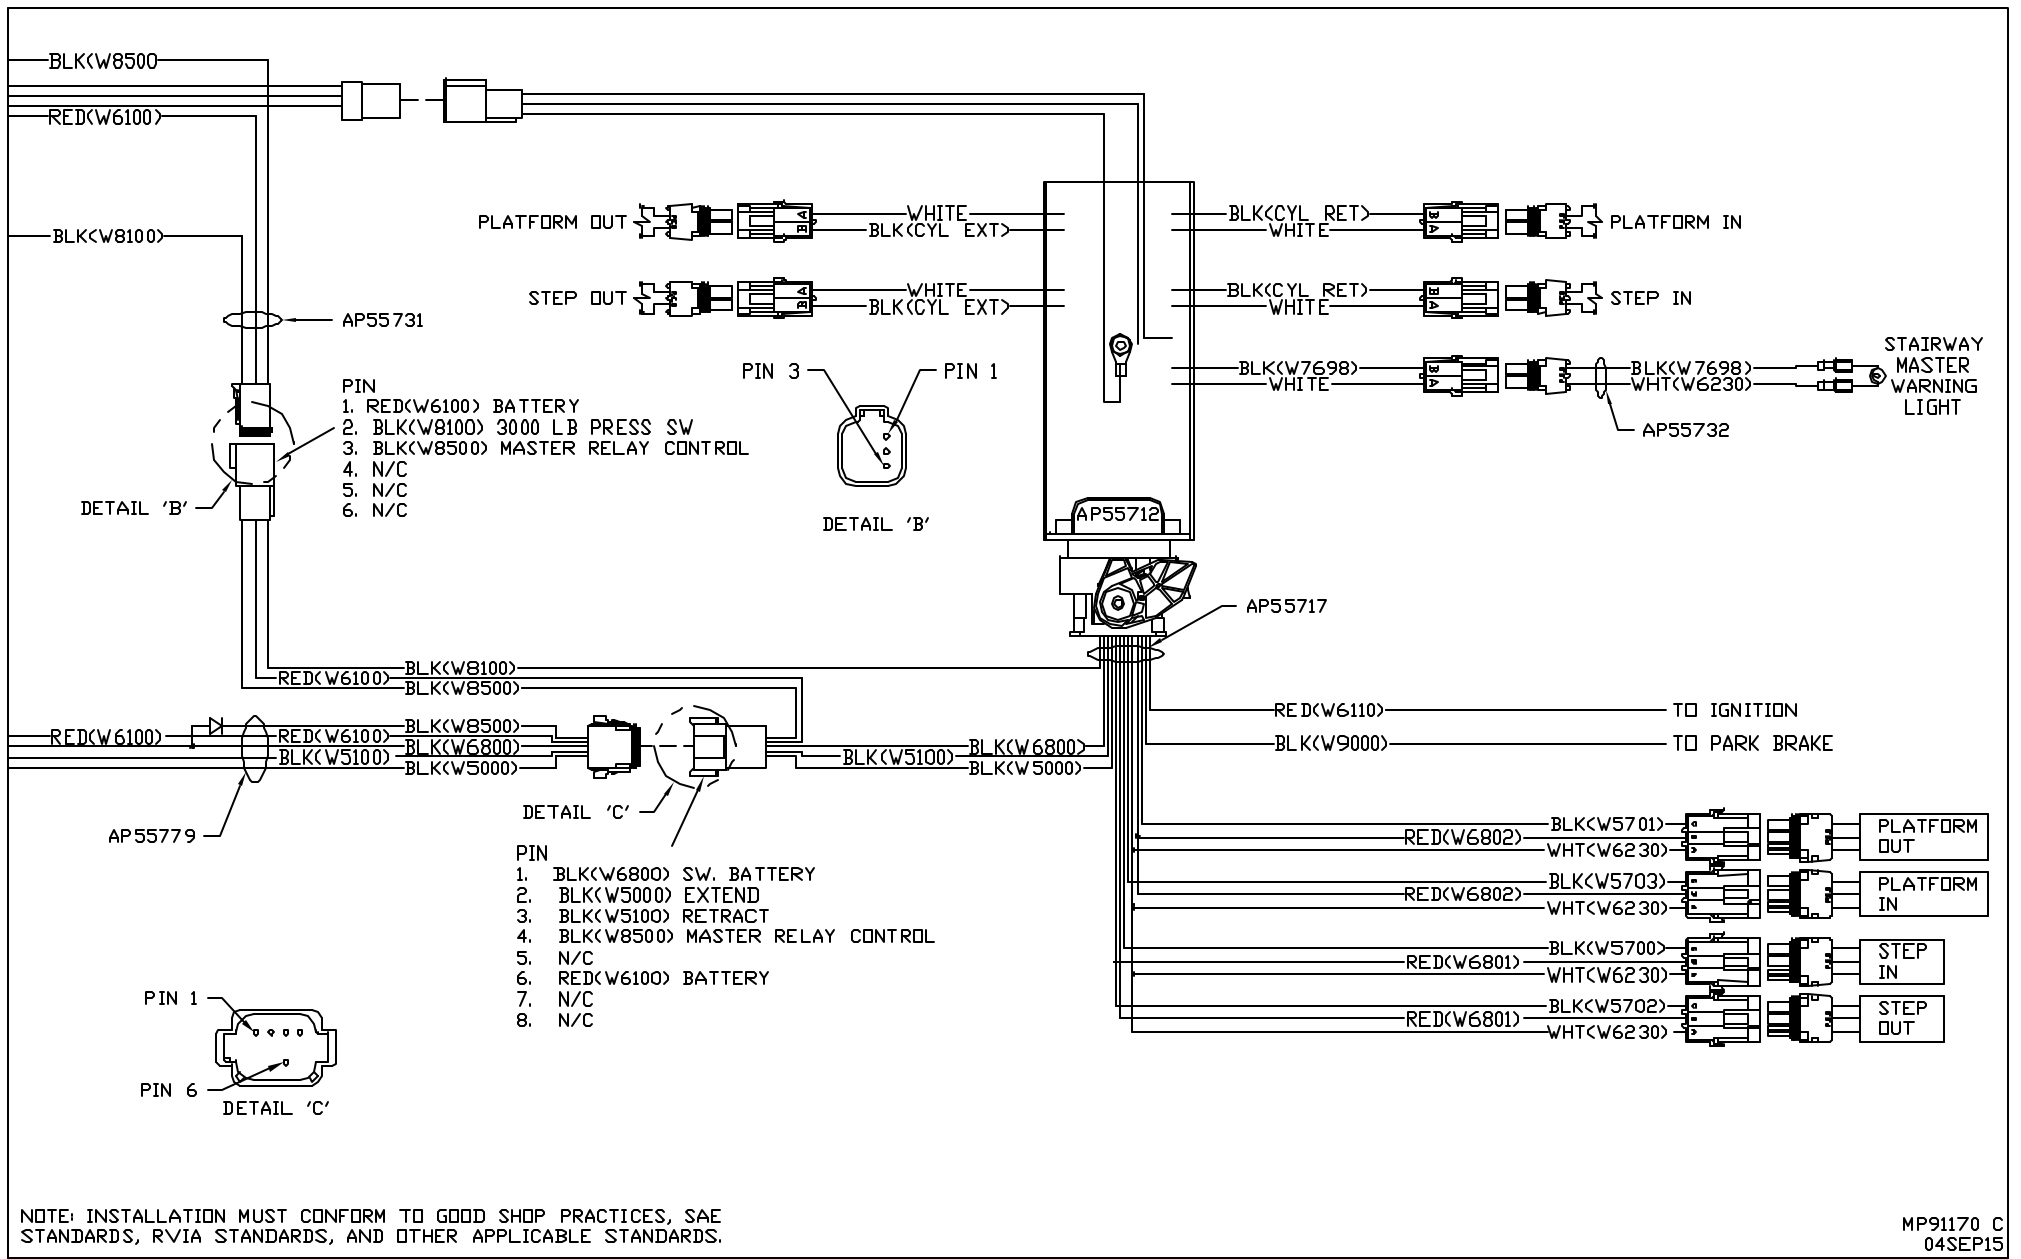 BLK(W8500
RED(W6100)
BLK(W8100)
AP55731
PLATFORM OUT
WHITE
BLK(CYL EXT)
A
B
STEP OUT
WHITE
BLK(CYL EXT)
A
B
BLK(CYL RET)
WHITE
B
A
PLATFORM IN
BLK(CYL RET)
WHITE
B
A
STEP IN
BLK(W7698)
WHITE
B
A
BLK(W7698)
WHT(W6230)
STAIRWAY
MASTER
WARNING
LIGHT
AP55732
PIN
1. RED(W6100) BATTERY
2. BLK(W8100) 3000 LB PRESS SW
3. BLK(W8500) MASTER RELAY CONTROL
4. N/C
5. N/C
6. N/C
DETAIL 'B'
PIN 3
PIN 1
DETAIL 'B'
AP55712
AP55717
BLK(W8100)
RED(W6100)
BLK(W8500)
RED(W6100)
BLK(W8500)
RED(W6100)
BLK(W6800)
BLK(W5100)
BLK(W5000)
BLK(W6800)
BLK(W5100)
BLK(W5000)
RED(W6110)
TO IGNITION
BLK(W9000)
TO PARK BRAKE
AP55779
DETAIL 'C'
PIN
1. BLK(W6800) SW. BATTERY
2. BLK(W5000) EXTEND
3. BLK(W5100) RETRACT
4. BLK(W8500) MASTER RELAY CONTROL
5. N/C
6. RED(W6100) BATTERY
7. N/C
8. N/C
BLK(W5701)
RED(W6802)
WHT(W6230)
PLATFORM
OUT
BLK(W5703)
RED(W6802)
WHT(W6230)
PLATFORM
IN
BLK(W5700)
RED(W6801)
WHT(W6230)
STEP
IN
BLK(W5702)
RED(W6801)
WHT(W6230)
STEP
OUT
PIN 1
PIN 6
DETAIL 'C'
NOTE: INSTALLATION MUST CONFORM TO GOOD SHOP PRACTICES, SAE
STANDARDS, RVIA STANDARDS, AND OTHER APPLICABLE STANDARDS.
MP91170 C
04SEP15